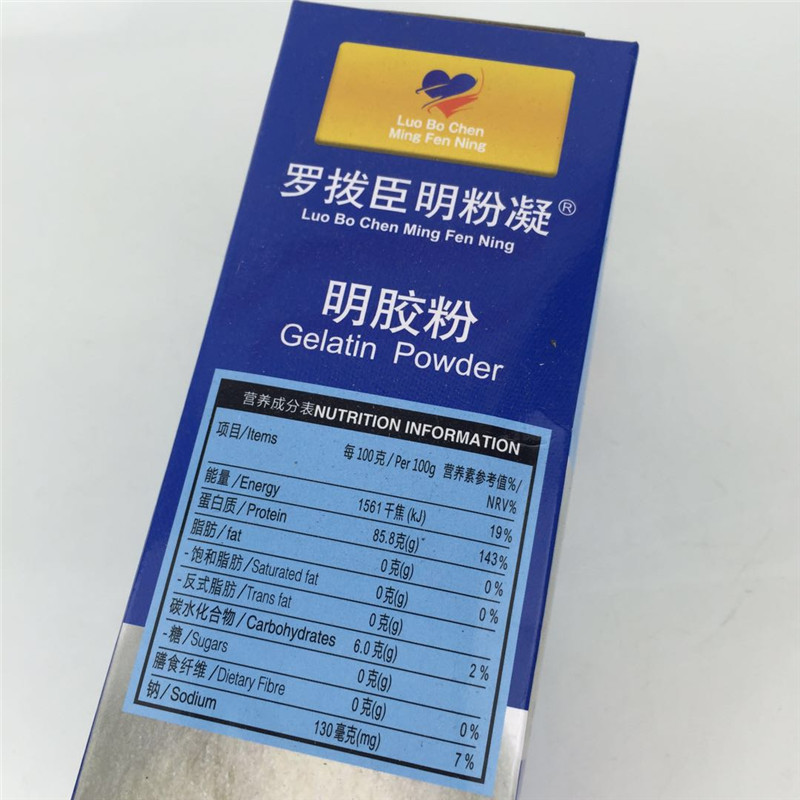 Luo Bo Chen
Ming Fen Ning
罗拨臣明粉凝®
Luo Bo Chen Ming Fen Ning
明胶粉
Gelatin Powder
营养成分表NUTRITION INFORMATION
项目/Items 每100克/Per 100g 营养素参考值%/
NRV%
能量/Energy 1561千焦(kJ) 19%
蛋白质/Protein 85.8克(g) 143%
脂肪/fat 0克(g) 0%
-饱和脂肪/Saturated fat 0克(g) 0%
-反式脂肪/Trans fat 0克(g)
碳水化合物/Carbohydrates 6.0克(g) 2%
-糖/Sugars 0克(g)
膳食纤维/Dietary Fibre 0克(g) 0%
钠/Sodium 130毫克(mg) 7%